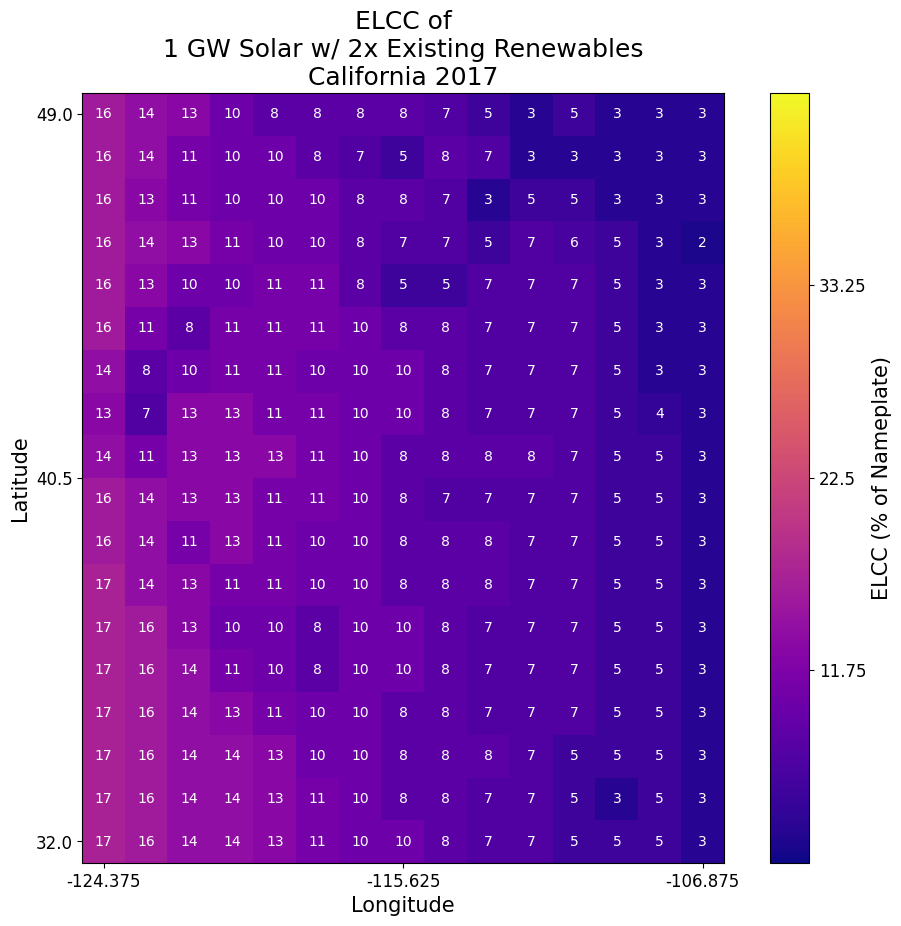 ELCC of
1 GW Solar w/ 2x Existing Renewables
California 2017
49.0
40.5
32.0
Latitude
16 14 13 10 8 8 8 8 7 5 3 5 3 3 3
16 14 11 10 10 8 7 5 8 7 3 3 3 3 3
16 13 11 10 10 10 8 8 7 3 5 5 3 3 3
16 14 13 11 10 10 8 7 7 5 7 6 5 3 2
16 13 10 10 11 11 8 5 5 7 7 7 5 3 3
16 11 8 11 11 11 10 8 8 7 7 7 5 3 3
14 8 10 11 11 10 10 10 8 7 7 7 5 3 3
13 7 13 13 11 11 10 10 8 7 7 7 5 4 3
14 11 13 13 13 11 10 8 8 8 8 7 5 5 3
16 14 13 13 11 11 10 8 7 7 7 7 5 5 3
16 14 11 13 11 10 10 8 8 8 7 7 5 5 3
17 14 13 11 11 10 10 8 8 8 7 7 5 5 3
17 16 13 10 10 8 10 10 8 7 7 7 5 5 3
17 16 14 11 10 8 10 10 8 7 7 7 5 5 3
17 16 14 13 11 10 10 8 8 7 7 7 5 5 3
17 16 14 14 13 10 10 8 8 8 7 5 5 5 3
17 16 14 14 13 11 10 8 8 7 7 5 3 5 3
17 16 14 14 13 11 10 10 8 7 7 5 5 5 3
-124.375 -115.625 -106.875
Longitude
33.25
22.5
11.75
ELCC (% of Nameplate)